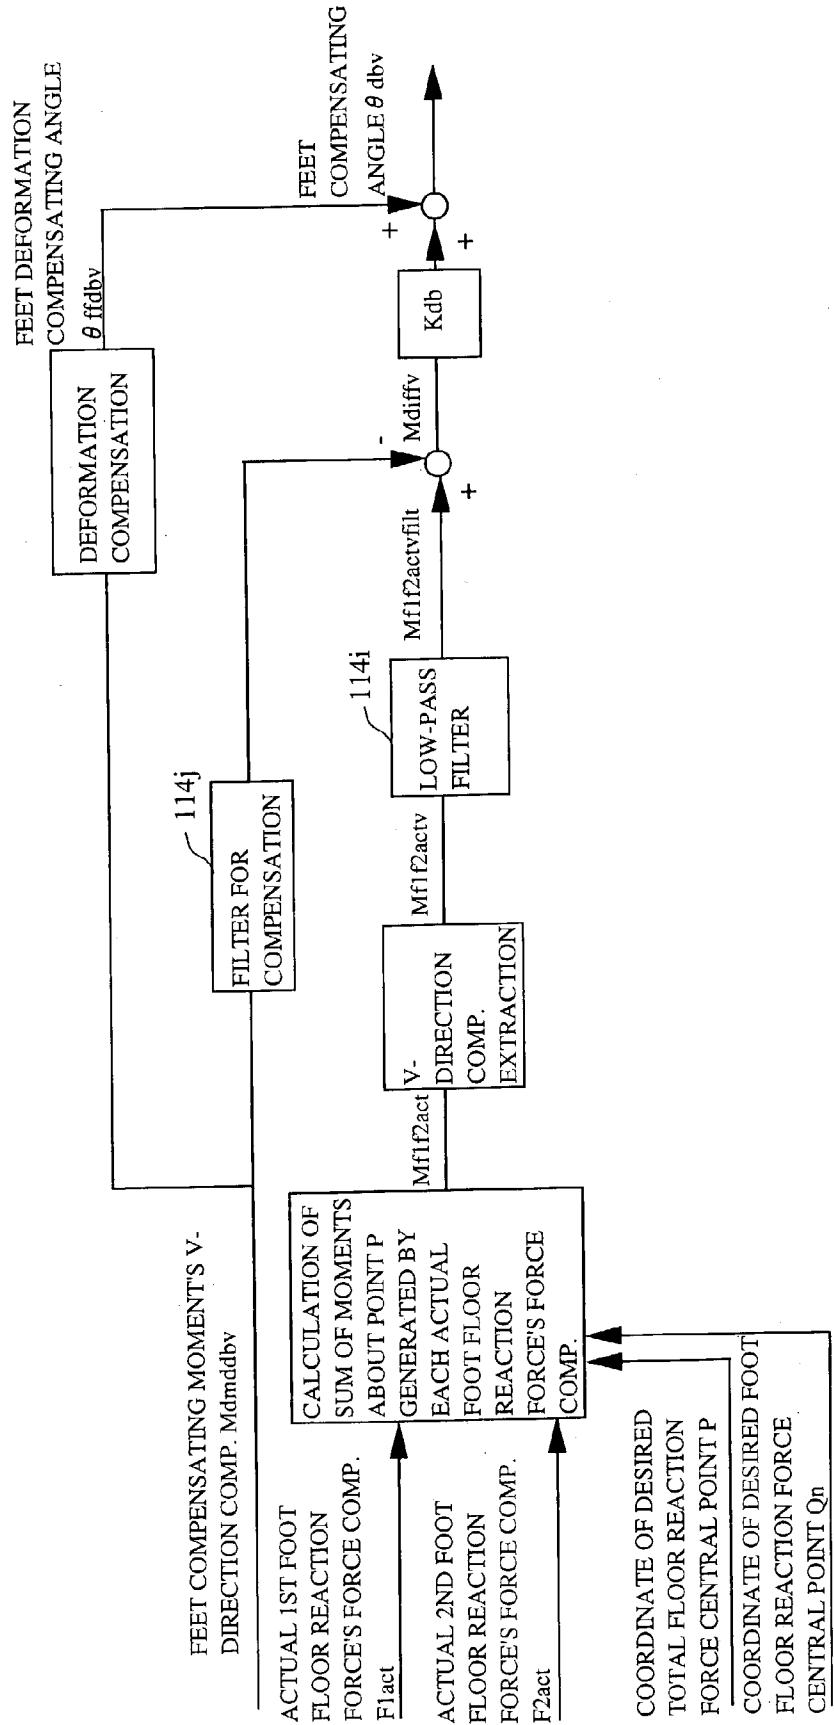 FEET DEFORMATION
COMPENSATING ANGLE
θ ffdbv
DEFORMATION
COMPENSATION
FEET
COMPENSATING
ANGLE θ dbv
+
+
Kdb
Mdiffv
-
+
114j
FILTER FOR
COMPENSATION
Mf1f2actvfilt
114i
LOW-PASS
FILTER
Mf1f2actv
V-
DIRECTION
COMP.
EXTRACTION
Mf1f2act
CALCULATION OF
SUM OF MOMENTS
ABOUT POINT P
GENERATED BY
EACH ACTUAL
FOOT FLOOR
REACTION
FORCE'S FORCE
COMP.
FEET COMPENSATING MOMENT'S V-
DIRECTION COMP. Mdmddbv
ACTUAL 1ST FOOT
FLOOR REACTION
FORCE'S FORCE COMP.
F1act
ACTUAL 2ND FOOT
FLOOR REACTION
FORCE'S FORCE COMP.
F2act
COORDINATE OF DESIRED
TOTAL FLOOR REACTION
FORCE CENTRAL POINT P
COORDINATE OF DESIRED FOOT
FLOOR REACTION FORCE
CENTRAL POINT Qn